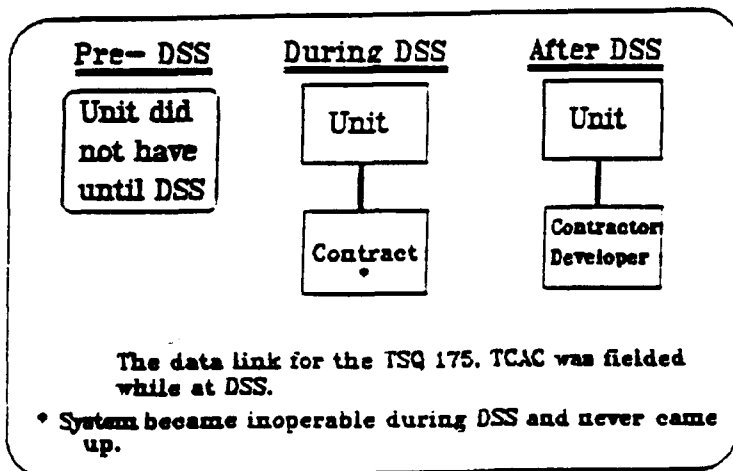 Pre- DSS
During DSS
After DSS
Unit did
not have
until DSS
Unit
Contract
*
Unit
Contractor
Developer
The data link for the TSQ 175. TCAC was fielded
while at DSS.
* System became inoperable during DSS and never came
up.